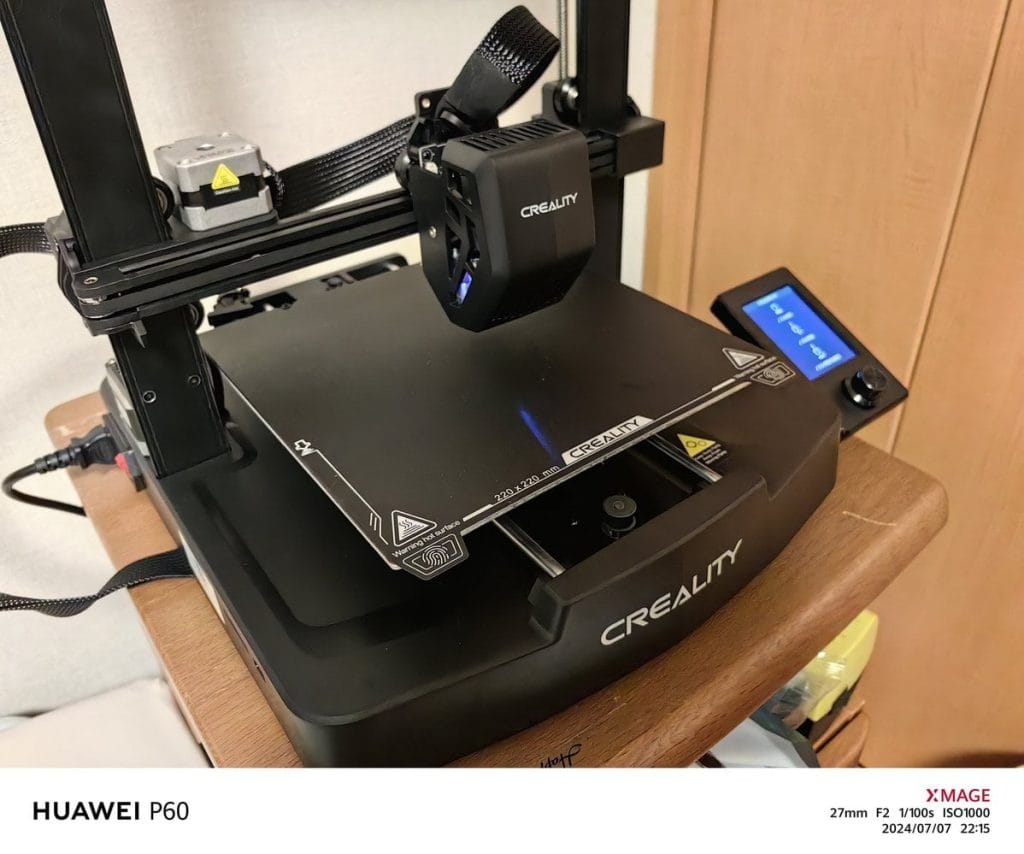 CREALITY
CREALITY
220 x 220 mm
Warning hot surface
CREALITY
HUAWEI P60
XMAGE
27mm F2 1/100s ISO1000
2024/07/07 22:15